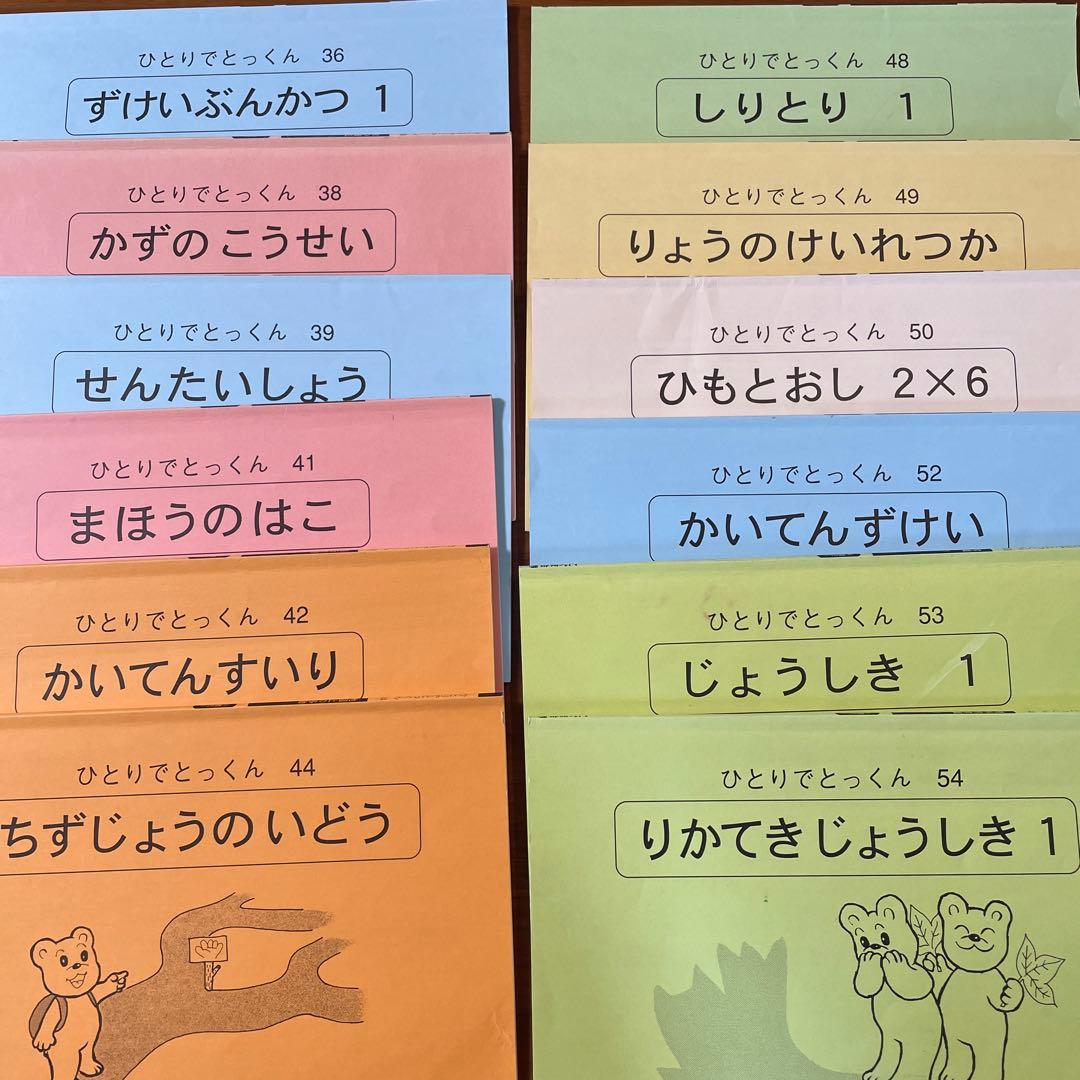 ひとりでとっくん 36
ずけいぶんかつ 1
ひとりでとっくん 38
かずのこうせい
ひとりでとっくん 39
せんたいしょう
ひとりでとっくん 41
まほうのはこ
ひとりでとっくん 42
かいてんすいり
ひとりでとっくん 44
ちずじょうのいどう
ひとりでとっくん 48
しりとり 1
ひとりでとっくん 49
りょうのけいれつか
ひとりでとっくん 50
ひもとおし 2×6
ひとりでとっくん 52
かいてんずけい
ひとりでとっくん 53
じょうしき 1
ひとりでとっくん 54
りかてきじょうしき 1